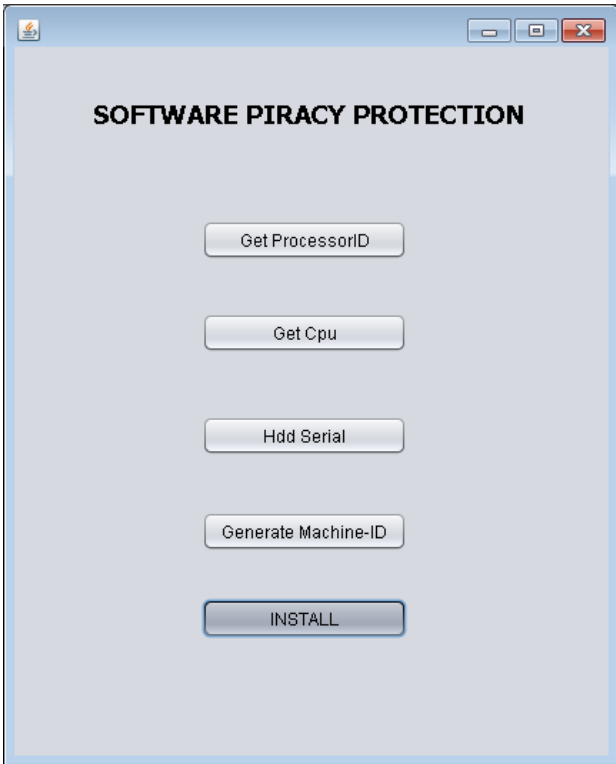 SOFTWARE PIRACY PROTECTION
Get ProcessorID
Get Cpu
Hdd Serial
Generate Machine-ID
INSTALL